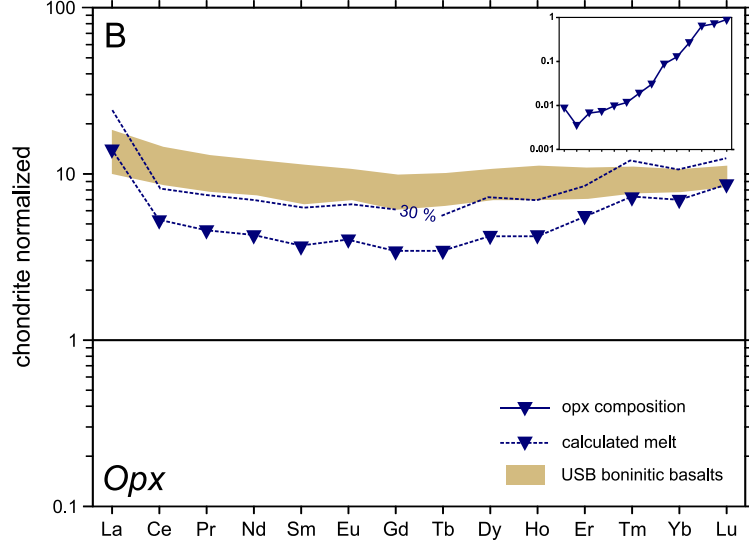 100
B
1
0.1
0.01
0.001
chondrite normalized
10
30 %
1
opx composition
calculated melt
USB boninitic basalts
Opx
0.1
La Ce Pr Nd Sm Eu Gd Tb Dy Ho Er Tm Yb Lu